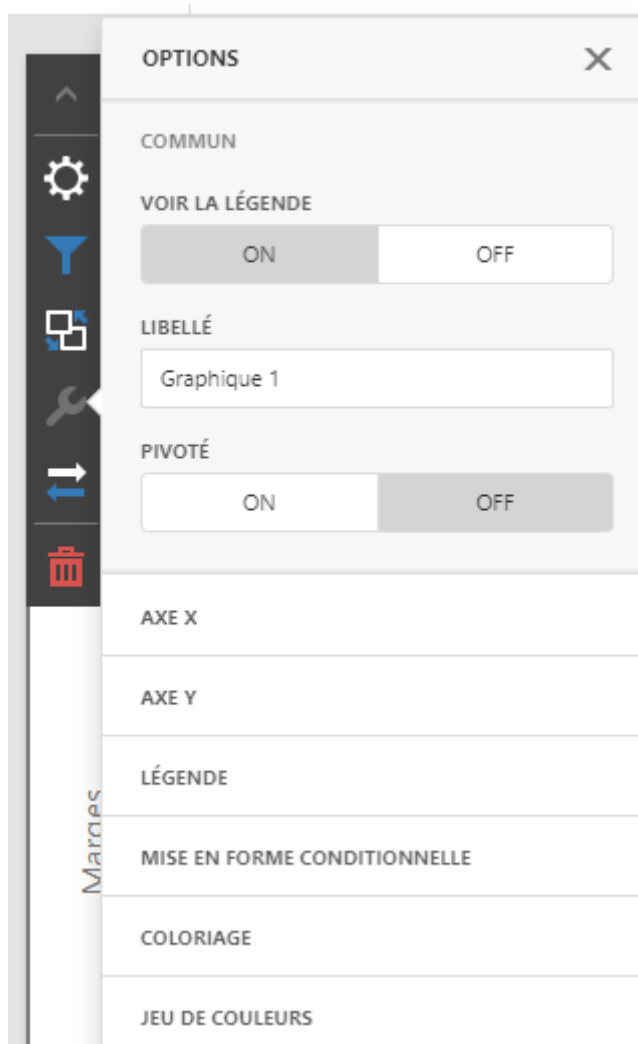 OPTIONS
COMMUN
VOIR LA LÉGENDE
ON OFF
LIBELLÉ
Graphique 1
PIVOTÉ
ON OFF
AXE X
AXE Y
LÉGENDE
Marges
MISE EN FORME CONDITIONNELLE
COLORIAGE
JEU DE COULEURS